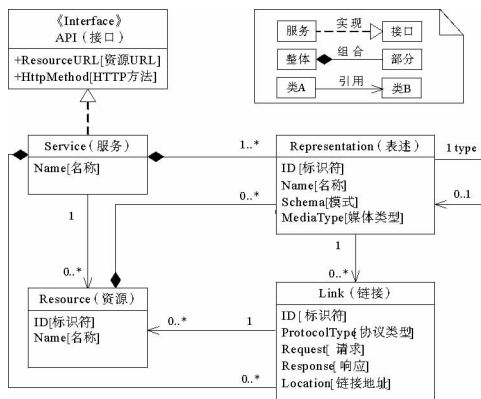 《Interface》
API（接口）
+ResourceURL[资源URL]
+HttpMethod[HTTP方法]
服务
实现
接口
整体
组合
部分
类A
引用
类B
Service（服务）
Name[名称]
1..*
Representation（表述）
ID[标识符]
Name[名称]
Schema[模式]
MediaType[媒体类型]
1 type
0..1
0..*
1
0..*
1
0..*
Resource（资源）
ID[标识符]
Name[名称]
0..*
1
Link（链接）
ID[标识符]
ProtocolType[协议类型]
Request[ 请求]
Response[响应]
Location[链接地址]
0..*